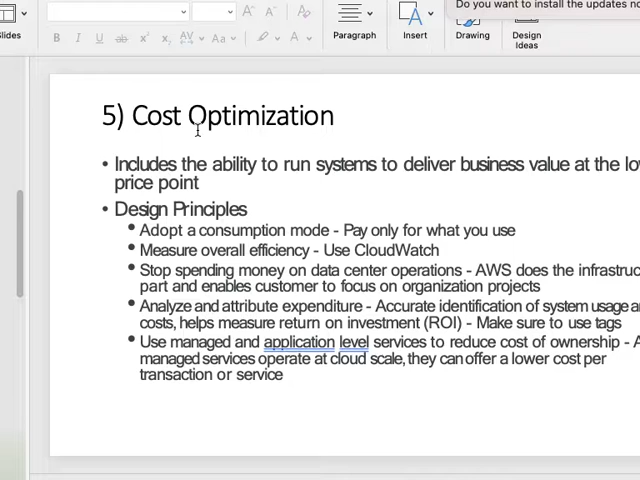 Do you want to install the updates
Slides
B I U ab x² x₂ AV Aa A
Paragraph
Insert
Drawing
Design
Ideas
5) Cost Optimization
• Includes the ability to run systems to deliver business value at the
price point
• Design Principles
• Adopt a consumption mode - Pay only for what you use
• Measure overall efficiency - Use CloudWatch
• Stop spending money on data center operations - AWS does the
part and enables customer to focus on organization projects
• Analyze and attribute expenditure - Accurate identification of system usage
costs, helps measure return on investment (ROI) - Make sure to use tags
• Use managed and application level services to reduce cost of ownership -
managed services operate at cloud scale, they can offer a lower cost per
transaction or service